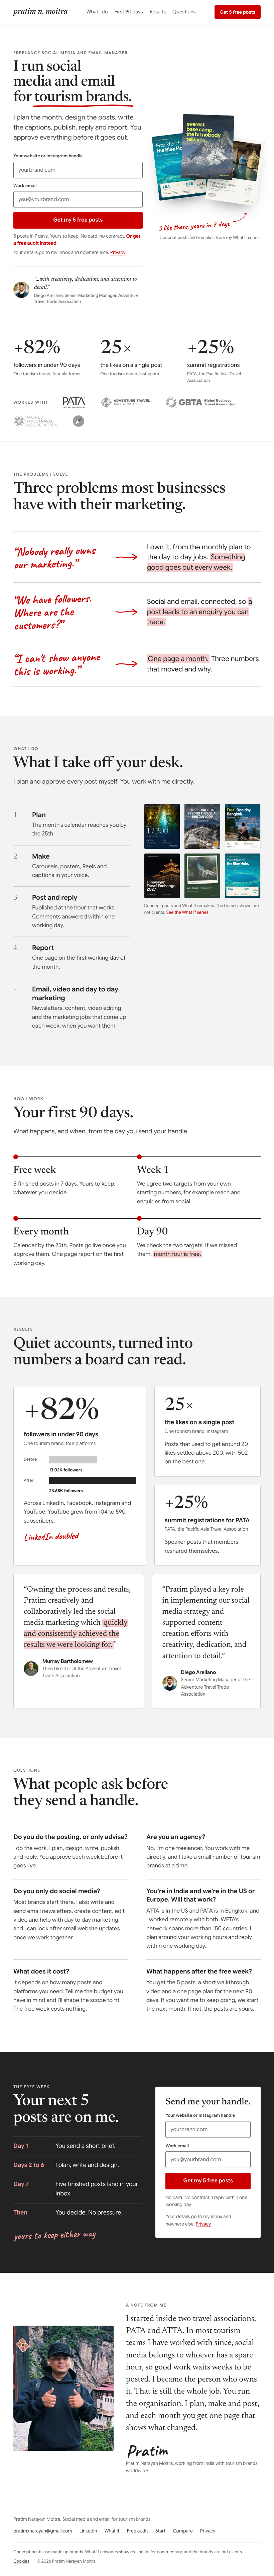 pratim n. moitra
What I do
First 90 days
Results
Questions
Get 5 free posts
FREELANCE SOCIAL MEDIA AND EMAIL MANAGER
I run social
media and email
for tourism brands.
I plan the month, design the posts, write
the captions, publish, reply and report. You
approve everything before it goes out.
Your website or Instagram handle
yourbrand.com
Work email
you@yourbrand.com
Get my 5 free posts
5 posts in 7 days. Yours to keep. No card, no contract. Or get
a free audit instead
Your details go to my inbox and nowhere else. Privacy
everest
base camp.
the bit nobody
tells you.
5 like these, yours in 7 days
Concept posts and remakes from my What If series
"...with creativity, dedication, and attention to
detail."
Diego Arellano, Senior Marketing Manager, Adventure
Travel Trade Association
+82%
followers in under 90 days
One tourism brand, four platforms
25×
the likes on a single post
One tourism brand, Instagram
+25%
summit registrations
PATA, the Pacific Asia Travel
Association
WORKED WITH
PATA
ADVENTURE TRAVEL
GBTA
Global Business
Travel Association
WORLD
FOOD TRAVEL
ASSOCIATION
THE PROBLEMS I SOLVE
Three problems most businesses
have with their marketing.
"Nobody really owns
our marketing."
I own it, from the monthly plan to
the day to day jobs. Something
good goes out every week.
"We have followers.
Where are the
customers?"
Social and email, connected, so a
post leads to an enquiry you can
trace.
"I can't show anyone
this is working."
One page a month. Three numbers
that moved and why.
WHAT I DO
What I take off your desk.
I plan and approve every post myself. You work with me directly.
1
Plan
The month's calendar reaches you by
the 25th.
2
Make
Carousels, posters, Reels and
captions in your voice.
3
Post and reply
Published at the hour that works.
Comments answered within one
working day.
4
Report
One page on the first working day of
the month.
+
Email, video and day to day
marketing
Newsletters, content, video editing
and the marketing jobs that come up
each week, when you want them.
17,300
Free. One day.
Bangkok.
Himalayan
Travel Exchange
2027
Concept posts and What If remakes. The brands shown are
not clients. See the What If series
HOW I WORK
Your first 90 days.
What happens, and when, from the day you send your handle.
Free week
5 finished posts in 7 days. Yours to keep,
whatever you decide.
Week 1
We agree two targets from your own
starting numbers, for example reach and
enquiries from social.
Every month
Calendar by the 25th. Posts go live once you
approve them. One page report on the first
working day.
Day 90
We check the two targets. If we missed
them, month four is free.
RESULTS
Quiet accounts, turned into
numbers a board can read.
+82%
followers in under 90 days
One tourism brand, four platforms
Before
13.02K followers
After
23.68K followers
Across LinkedIn, Facebook, Instagram and
YouTube. YouTube grew from 104 to 590
subscribers.
LinkedIn doubled
25×
the likes on a single post
One tourism brand, Instagram
Posts that used to get around 20
likes settled above 200, with 502
on the best one.
+25%
summit registrations for PATA
PATA, the Pacific Asia Travel Association
Speaker posts that members
reshared themselves.
"Owning the process and results,
Pratim creatively and
collaboratively led the social
media marketing which quickly
and consistently achieved the
results we were looking for."
Murray Bartholomew
Then Director at the Adventure Travel
Trade Association
"Pratim played a key role
in implementing our social
media strategy and
supported content
creation efforts with
creativity, dedication, and
attention to detail."
Diego Arellano
Senior Marketing Manager at the
Adventure Travel Trade
Association
QUESTIONS
What people ask before
they send a handle.
Do you do the posting, or only advise?
I do the work. I plan, design, write, publish
and reply. You approve each week before it
goes live.
Are you an agency?
No. I'm one freelancer. You work with me
directly, and I take a small number of tourism
brands at a time.
Do you only do social media?
Most brands start there. I also write and
send email newsletters, create content, edit
video and help with day to day marketing,
and I can look after small website updates
once we work together.
You're in India and we're in the US or
Europe. Will that work?
ATTA is in the US and PATA is in Bangkok, and
I worked remotely with both. WFTA's
network spans more than 150 countries. I
plan around your working hours and reply
within one working day.
What does it cost?
It depends on how many posts and
platforms you need. Tell me the budget you
have in mind and I'll shape the scope to fit.
The free week costs nothing.
What happens after the free week?
You get the 5 posts, a short walkthrough
video and a one page plan for the next 90
days. If you want me to keep going, we start
the next month. If not, the posts are yours.
THE FREE WEEK
Your next 5
posts are on me.
Day 1
You send a short brief.
Days 2 to 6
I plan, write and design.
Day 7
Five finished posts land in your
inbox.
Then
You decide. No pressure.
yours to keep either way
Send me your handle.
Your website or Instagram handle
yourbrand.com
Work email
you@yourbrand.com
Get my 5 free posts
No card. No contract. I reply within one
working day.
Your details go to my inbox and
nowhere else. Privacy
A NOTE FROM ME
I started inside two travel associations,
PATA and ATTA. In most tourism
teams I have worked with since, social
media belongs to whoever has a spare
hour, so good work waits weeks to be
posted. I became the person who owns
it. That is still the whole job. You run
the organisation. I plan, make and post,
and each month you get one page that
shows what changed.
Pratim
Pratim Narayan Moitra, working from India with tourism brands
worldwide
Pratim Narayan Moitra. Social media and email for tourism brands.
pratimnarayan@gmail.com
LinkedIn
What If
Free audit
Start
Compare
Privacy
Concept posts use made-up brands. What If episodes show real posts for commentary, and the brands are not clients.
Cookies
© 2026 Pratim Narayan Moitra